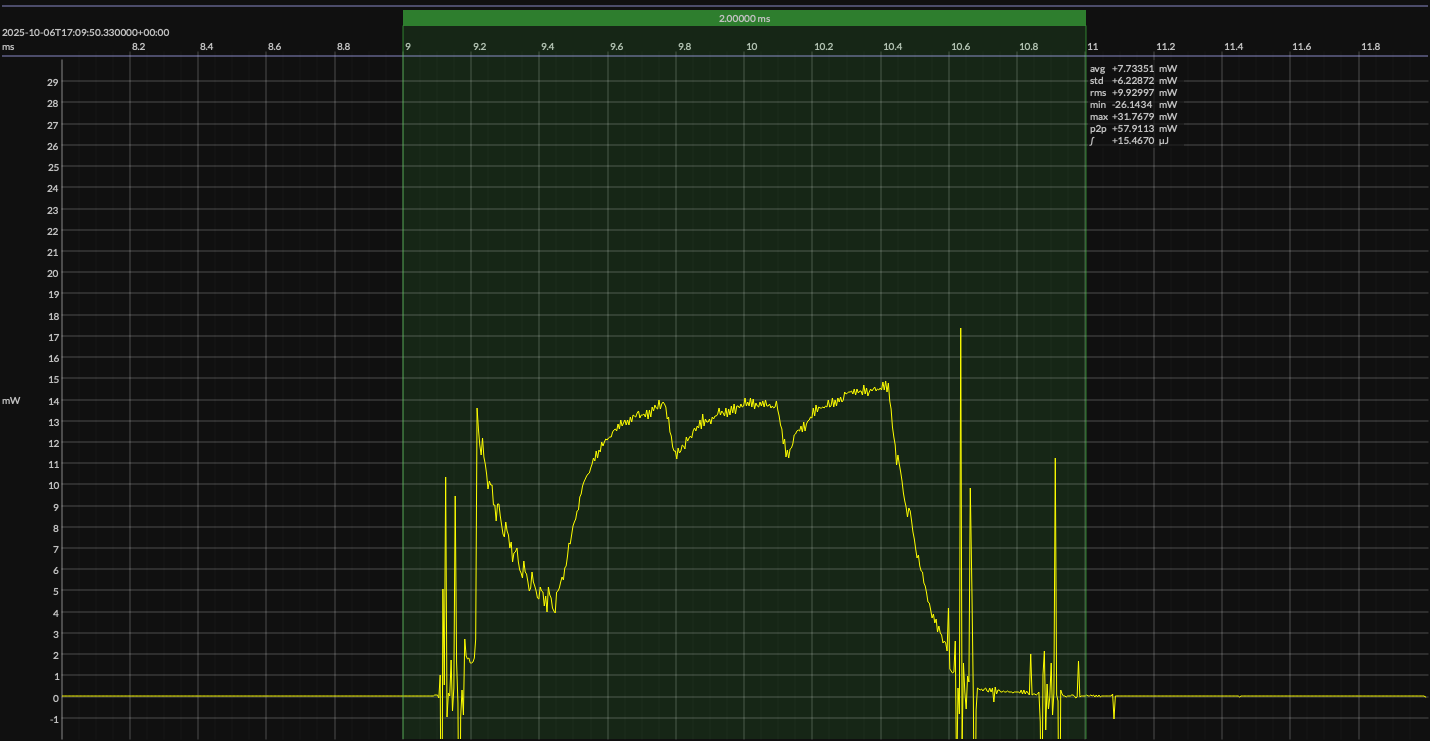 2.00000 ms
2025-10-06T17:09:50.330000+00:00
ms 8.2 8.4 8.6 8.8 9 9.2 9.4 9.6 9.8 10 10.2 10.4 10.6 10.8 11 11.2 11.4 11.6 11.8
avg +7.73351 mW
std +6.22872 mW
rms +9.92997 mW
min -26.1434 mW
max +31.7679 mW
p2p +57.9113 mW
∫ +15.4670 µJ
29
28
27
26
25
24
23
22
21
20
19
18
17
16
15
mW 14
13
12
11
10
9
8
7
6
5
4
3
2
1
0
-1